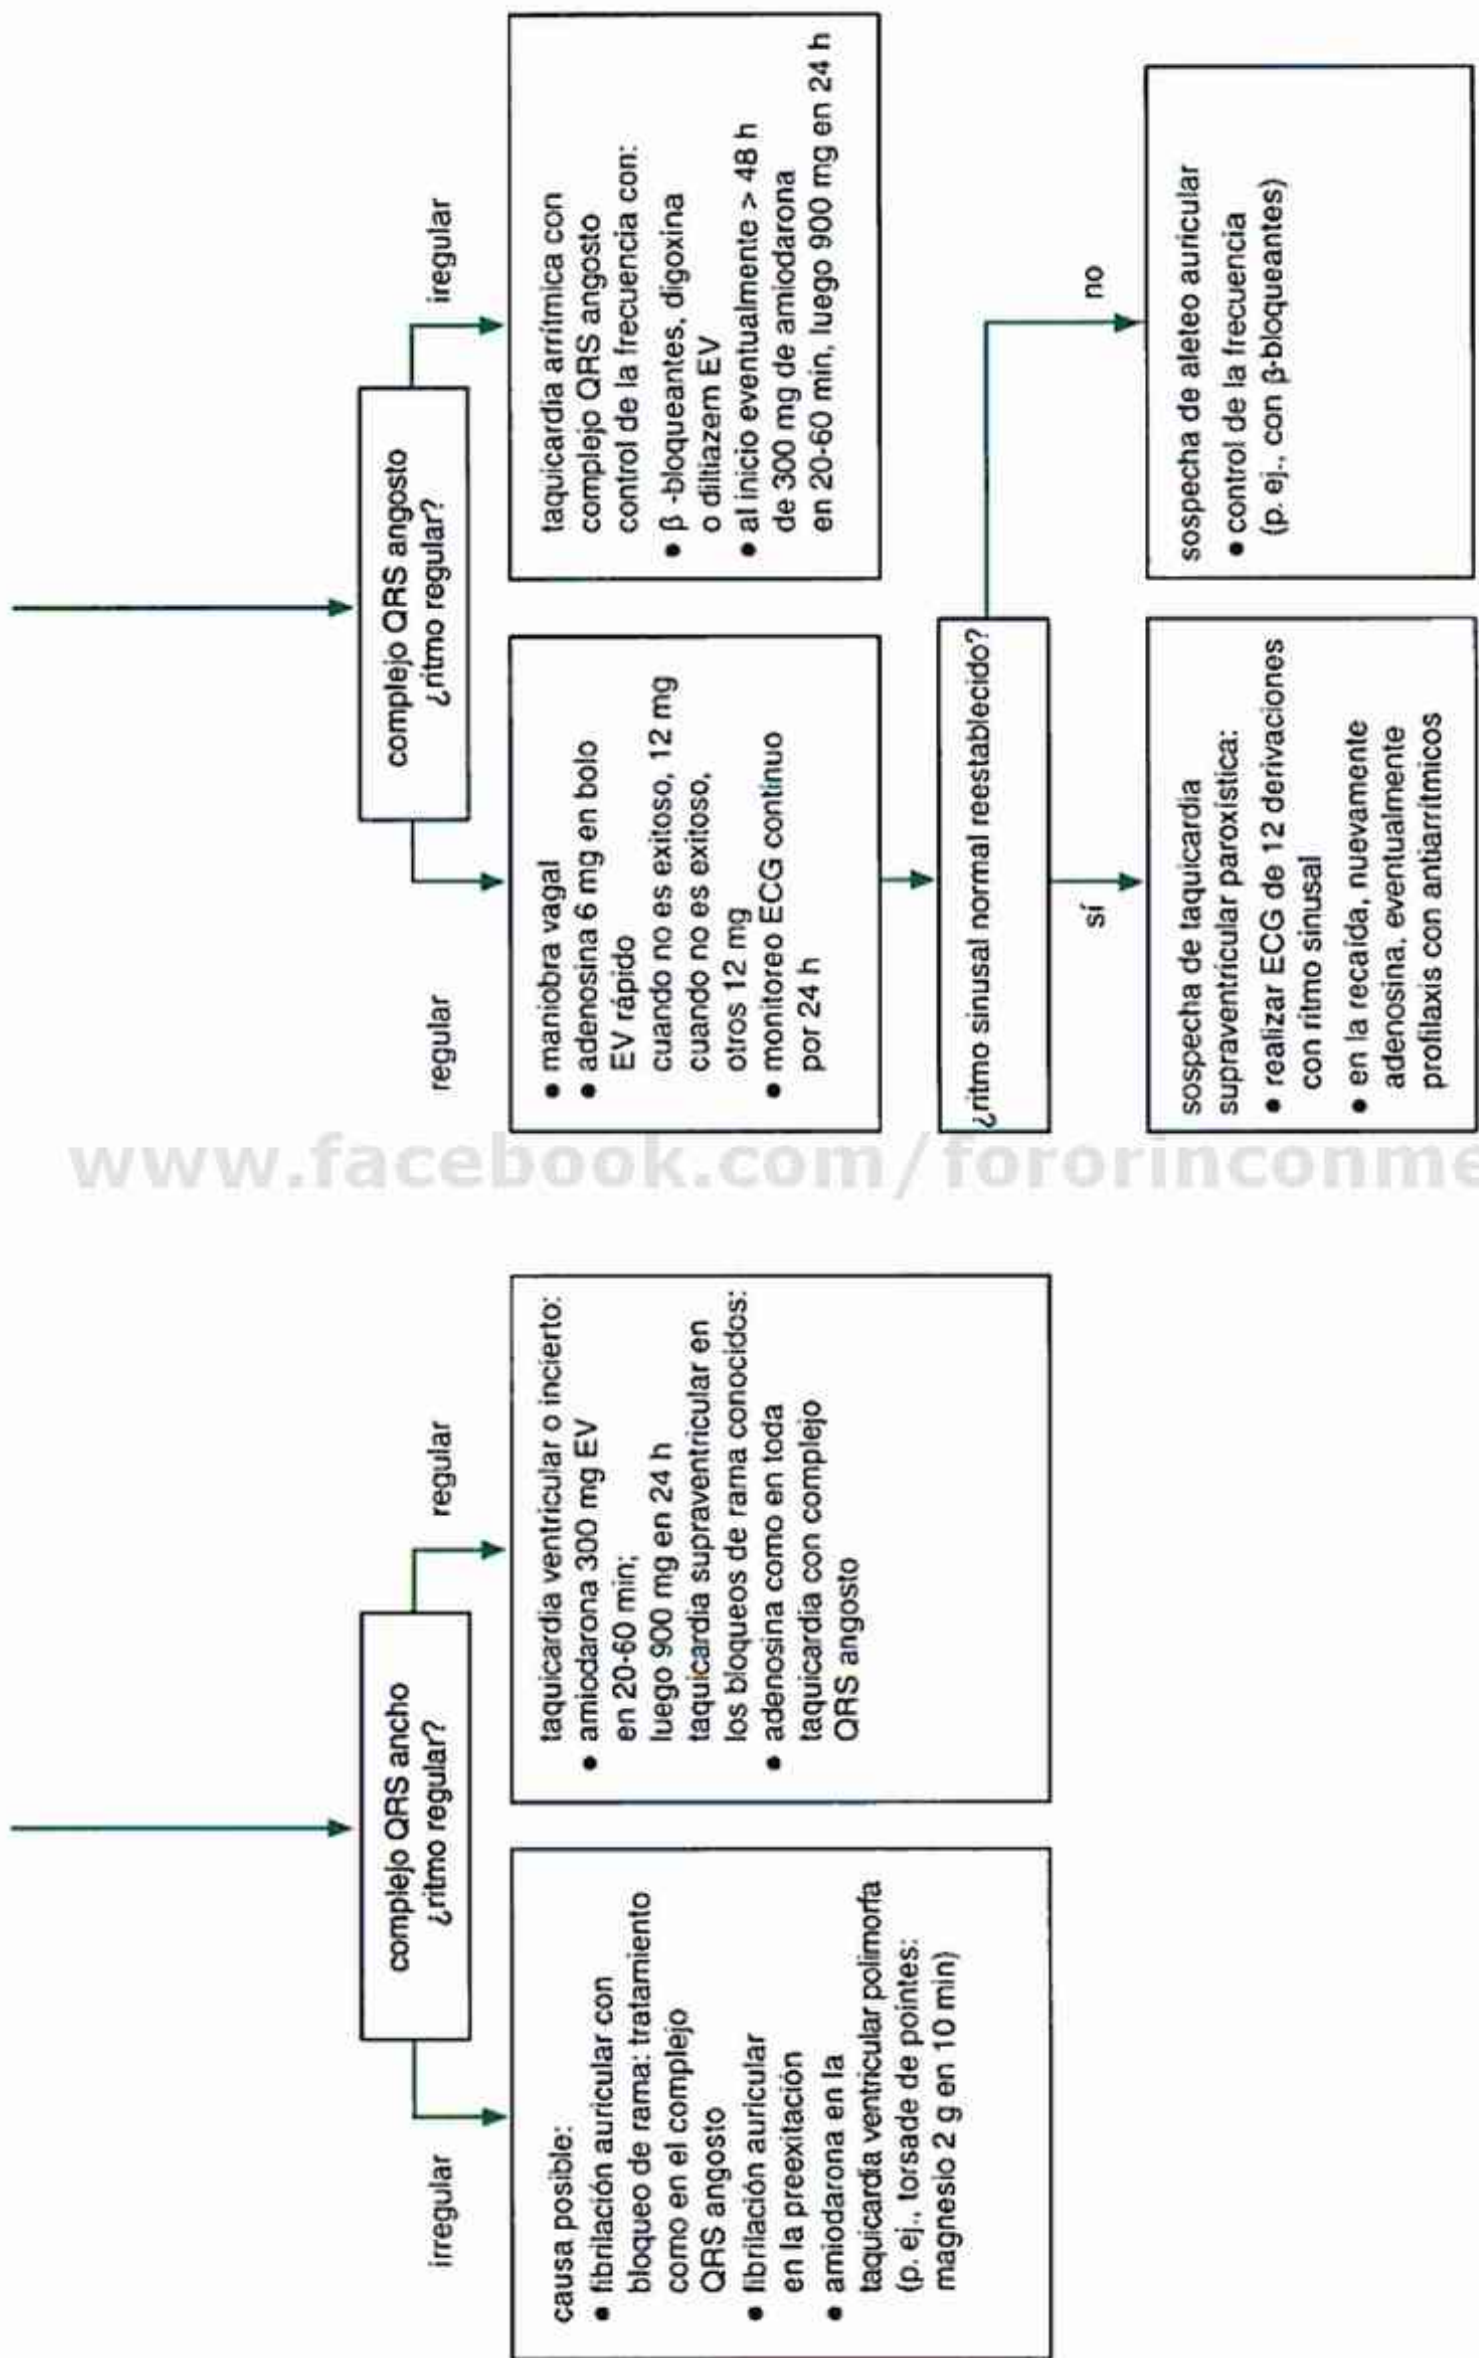 complejo QRS ancho
¿ritmo regular?
irregular
regular
causa posible:
● fibrilación auricular con
bloqueo de rama: tratamiento
como en el complejo
QRS angosto
● fibrilación auricular
en la preexitación
● amiodarona en la
taquicardia ventricular polimorfa
(p. ej., torsade de pointes:
magnesio 2 g en 10 min)
taquicardia ventricular o incierto:
● amiodarona 300 mg EV
en 20-60 min;
luego 900 mg en 24 h
taquicardia supraventricular en
los bloqueos de rama conocidos:
● adenosina como en toda
taquicardia con complejo
QRS angosto
complejo QRS angosto
¿ritmo regular?
regular
iregular
● maniobra vagal
● adenosina 6 mg en bolo
EV rápido
cuando no es exitoso, 12 mg
cuando no es exitoso,
otros 12 mg
● monitoreo ECG continuo
por 24 h
taquicardia arrítmica con
complejo QRS angosto
control de la frecuencia con:
● β -bloqueantes, digoxina
o diltiazem EV
● al inicio eventualmente > 48 h
de 300 mg de amiodarona
en 20-60 min, luego 900 mg en 24 h
¿ritmo sinusal normal reestablecido?
sí
no
sospecha de taquicardia
supraventricular paroxística:
● realizar ECG de 12 derivaciones
con ritmo sinusal
● en la recaída, nuevamente
adenosina, eventualmente
profilaxis con antiarrítmicos
sospecha de aleteo auricular
● control de la frecuencia
(p. ej., con β-bloqueantes)
www.facebook.com/fororinconme